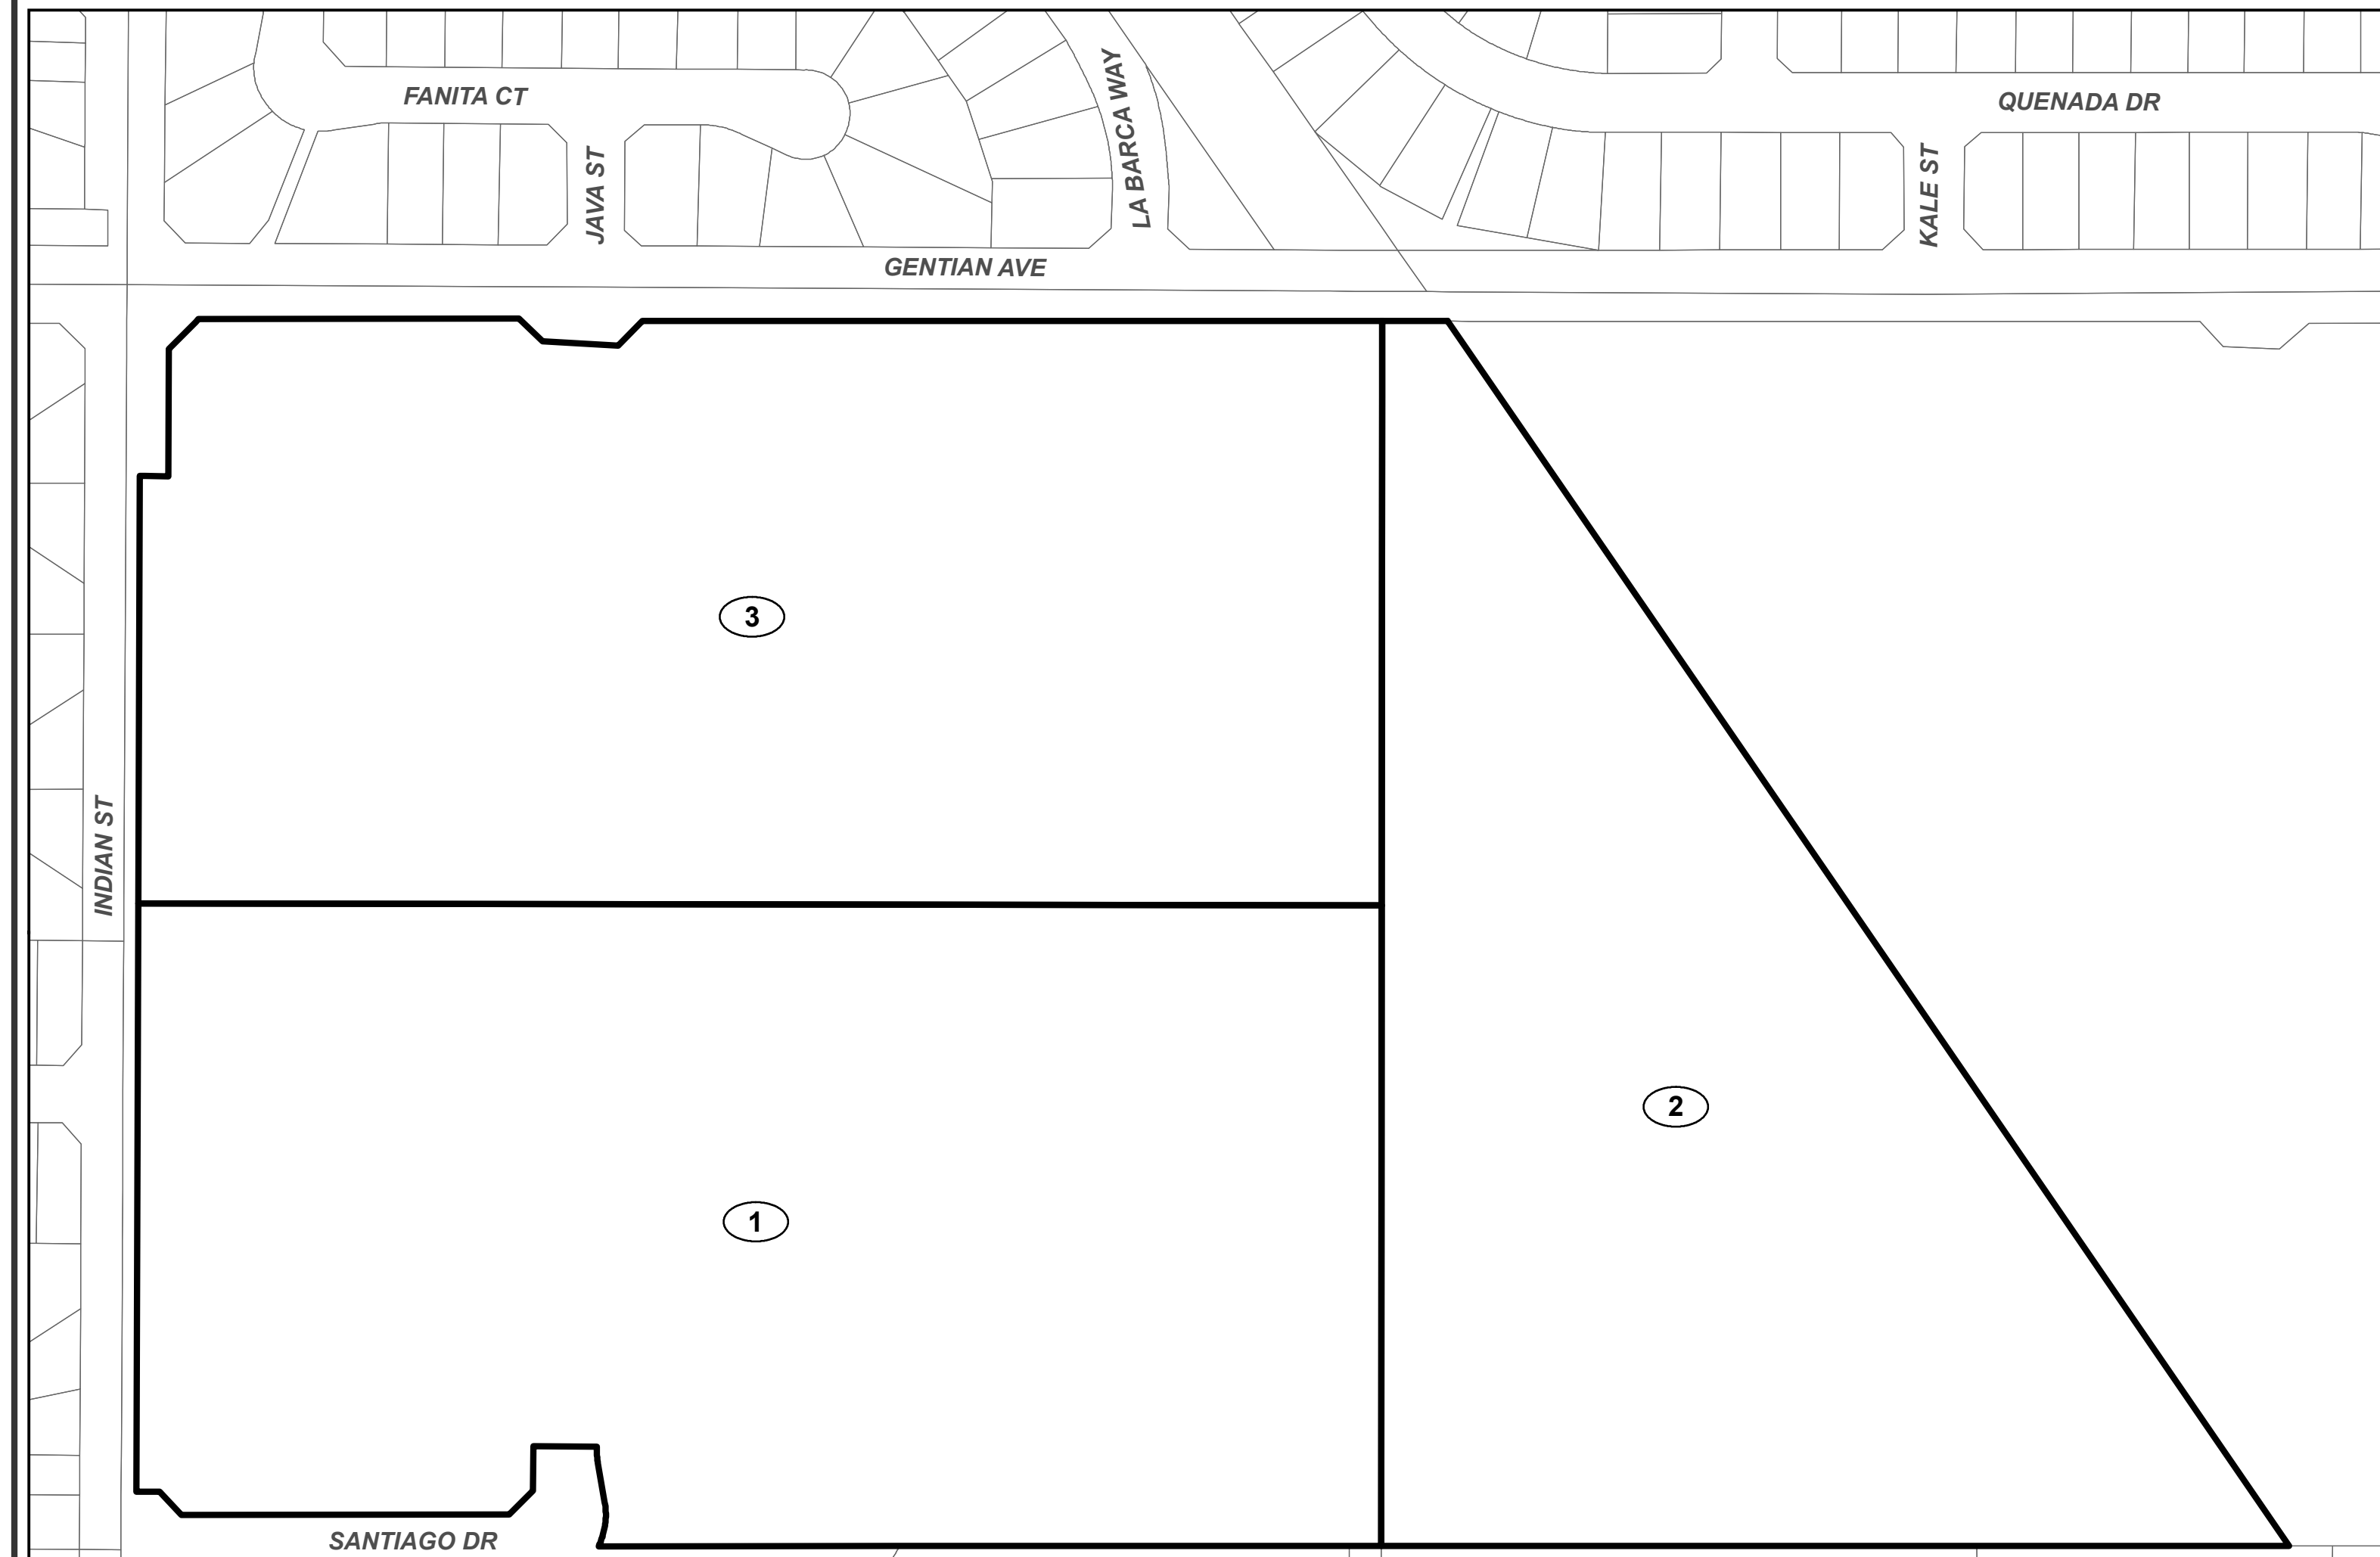 FANITA CT
JAVA ST
LA BARCA WAY
QUENADA DR
KALE ST
GENTIAN AVE
3
INDIAN ST
2
1
SANTIAGO DR